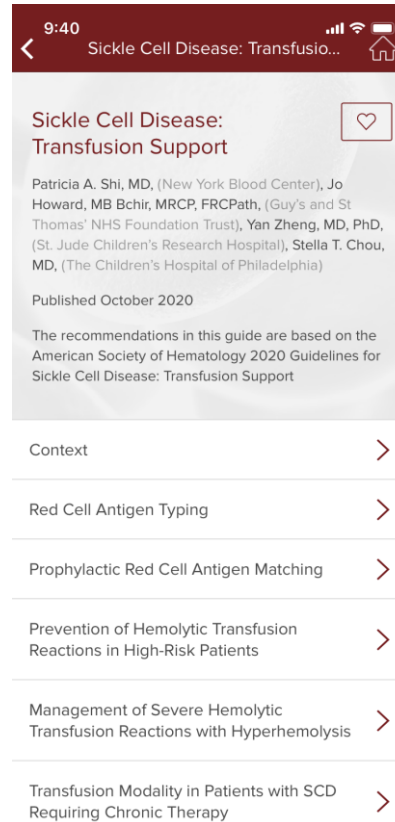 9:40
Sickle Cell Disease: Transfusio...
Sickle Cell Disease:
Transfusion Support
Patricia A. Shi, MD, (New York Blood Center), Jo
Howard, MB Bchir, MRCP, FRCPath, (Guy's and St
Thomas' NHS Foundation Trust), Yan Zheng, MD, PhD,
(St. Jude Children's Research Hospital), Stella T. Chou,
MD, (The Children's Hospital of Philadelphia)
Published October 2020
The recommendations in this guide are based on the
American Society of Hematology 2020 Guidelines for
Sickle Cell Disease: Transfusion Support
Context
Red Cell Antigen Typing
Prophylactic Red Cell Antigen Matching
Prevention of Hemolytic Transfusion
Reactions in High-Risk Patients
Management of Severe Hemolytic
Transfusion Reactions with Hyperhemolysis
Transfusion Modality in Patients with SCD
Requiring Chronic Therapy